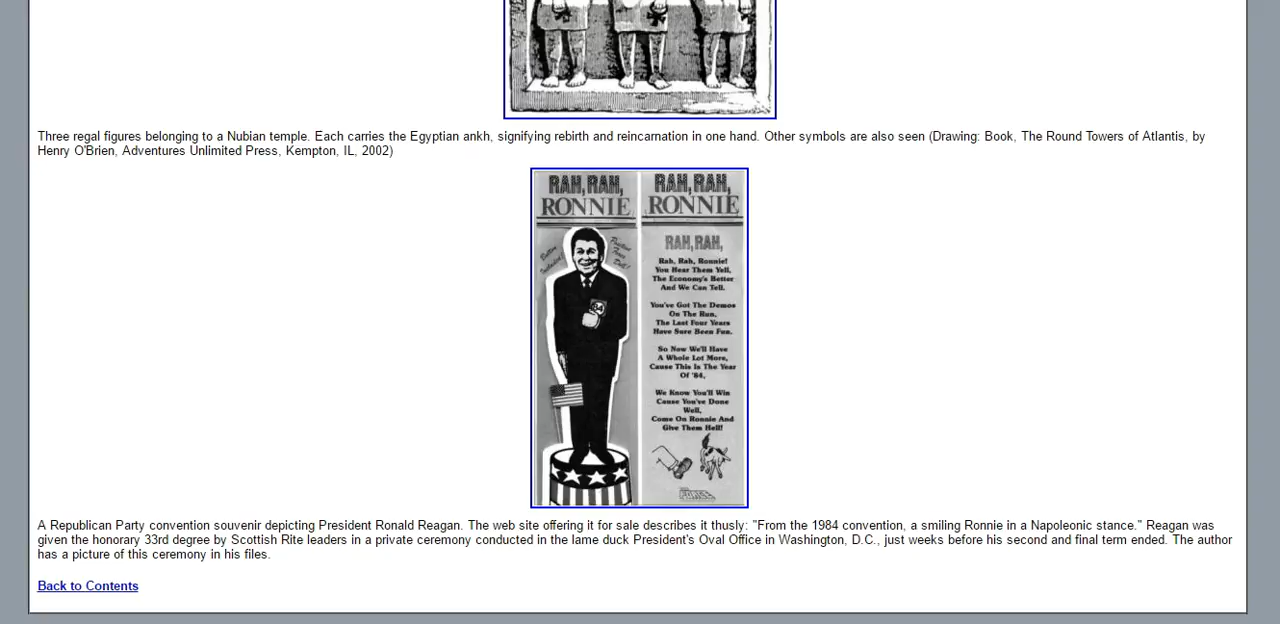 Three regal figures belonging to a Nubian temple. Each carries the Egyptian ankh, signifying rebirth and reincarnation in one hand. Other symbols are also seen (Drawing: Book, The Round Towers of Atlantis, by
Henry O'Brien, Adventures Unlimited Press, Kempton, IL, 2002)
RAH, RAH,
RONNIE
Button
Included!
Finger
Doll!
84
RAH, RAH,
RONNIE
RAH, RAH,
Rah, Rah, Ronnie!
You Hear Them Yell,
The Economy's Better
And We Can Tell.
You've Got The Demos
On The Run,
The Last Four Years
Have Sure Been Fun.
So Now We'll Have
A Whole Lot More,
Cause This Is The Year
Of '84.
We Know You'll Win
Cause You've Done
Well,
Come On Ronnie And
Give Them Hell!
A Republican Party convention souvenir depicting President Ronald Reagan. The web site offering it for sale describes it thusly: "From the 1984 convention, a smiling Ronnie in a Napoleonic stance." Reagan was
given the honorary 33rd degree by Scottish Rite leaders in a private ceremony conducted in the lame duck President's Oval Office in Washington, D.C., just weeks before his second and final term ended. The author
has a picture of this ceremony in his files.
Back to Contents